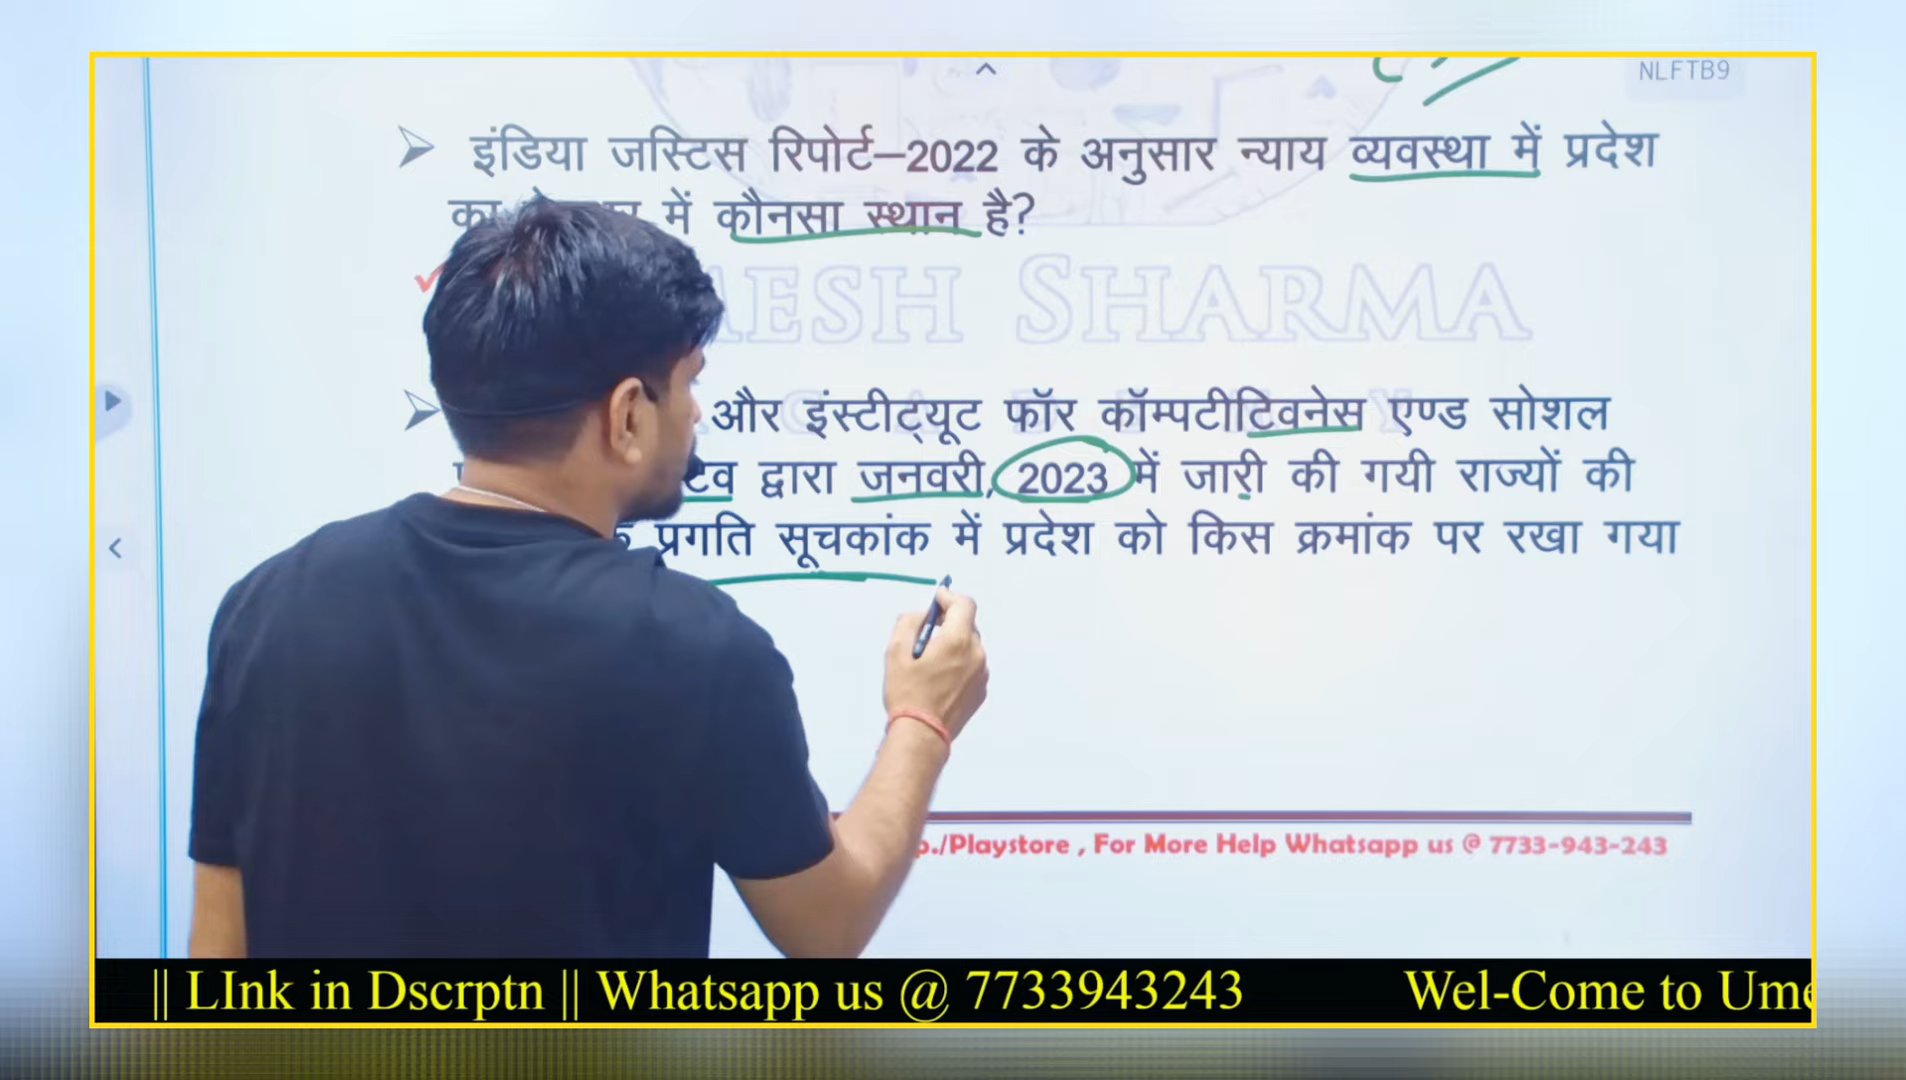 NLFTB9
इंडिया जस्टिस रिपोर्ट–2022 के अनुसार न्याय व्यवस्था में प्रदेश
में कौनसा स्थान है?
MESH SHARMA
और इंस्टीट्यूट फॉर कॉम्पटीटिवनेस एण्ड सोशल
द्वारा जनवरी, 2023 में जारी की गयी राज्यों की
प्रगति सूचकांक में प्रदेश को किस क्रमांक पर रखा गया
./Playstore , For More Help Whatsapp us @ 7733-943-243
|| LInk in Dscrptn || Whatsapp us @ 7733943243 Wel-Come to Ume